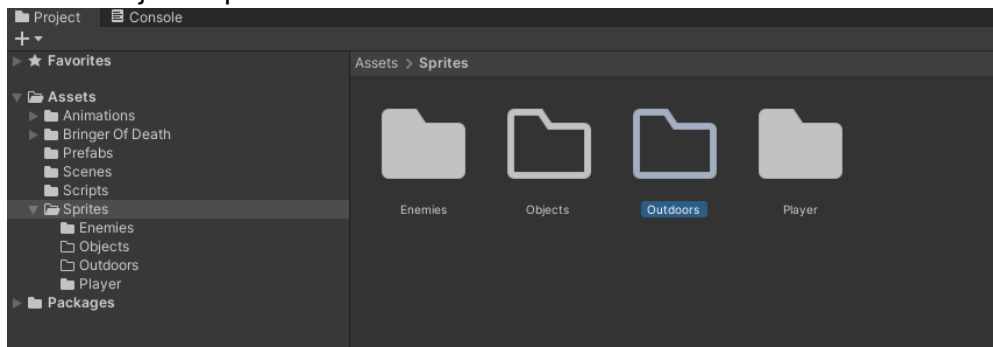 Project Console
Favorites
Assets > Sprites
Assets
Animations
Bringer Of Death
Prefabs
Scenes
Scripts
Sprites
Enemies
Objects
Outdoors
Player
Packages
Enemies Objects Outdoors Player